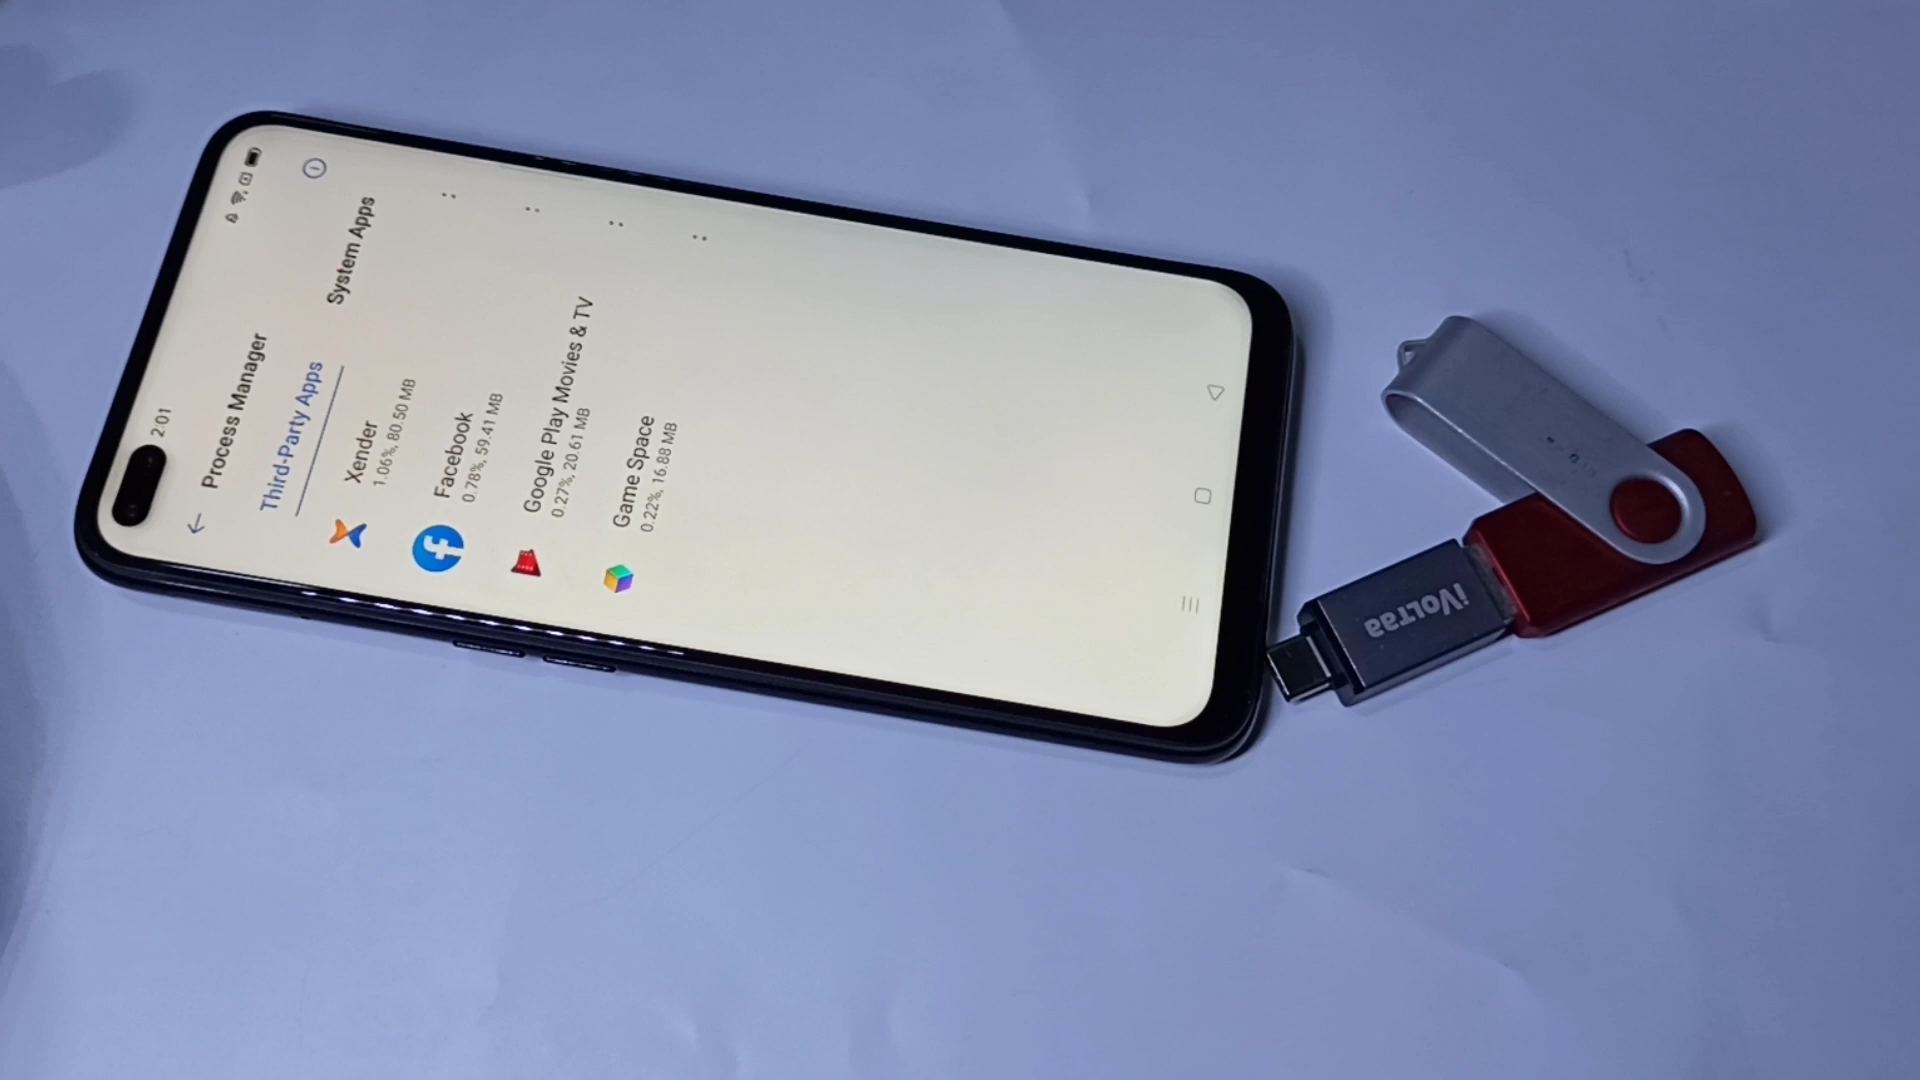 2:01
Process Manager
Third-Party Apps System Apps
Xender
1.06%, 80.50 MB
Facebook
0.78%, 59.41 MB
Google Play Movies & TV
0.27%, 20.61 MB
Game Space
0.22%, 16.88 MB
iVOLTAA